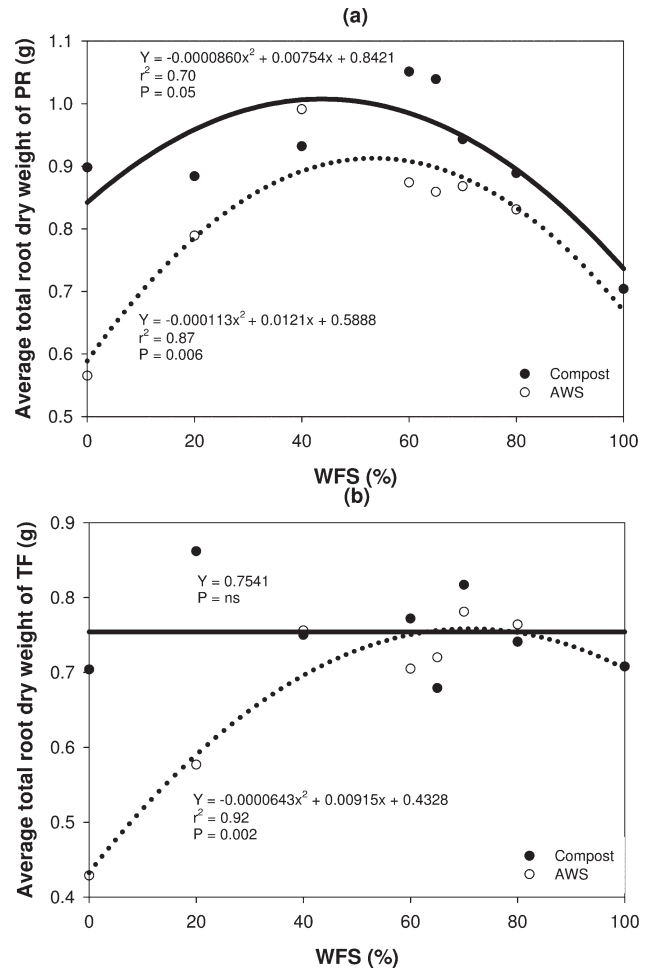 (a)
Average total root dry weight of PR (g)
1.1
1.0
0.9
0.8
0.7
0.6
0.5
Y = -0.0000860x² + 0.00754x + 0.8421
r² = 0.70
P = 0.05
Y = -0.000113x² + 0.0121x + 0.5888
r² = 0.87
P = 0.006
Compost
AWS
0 20 40 60 80 100
WFS (%)
(b)
Average total root dry weight of TF (g)
0.9
0.8
0.7
0.6
0.5
0.4
Y = 0.7541
P = ns
Y = -0.0000643x² + 0.00915x + 0.4328
r² = 0.92
P = 0.002
Compost
AWS
0 20 40 60 80 100
WFS (%)